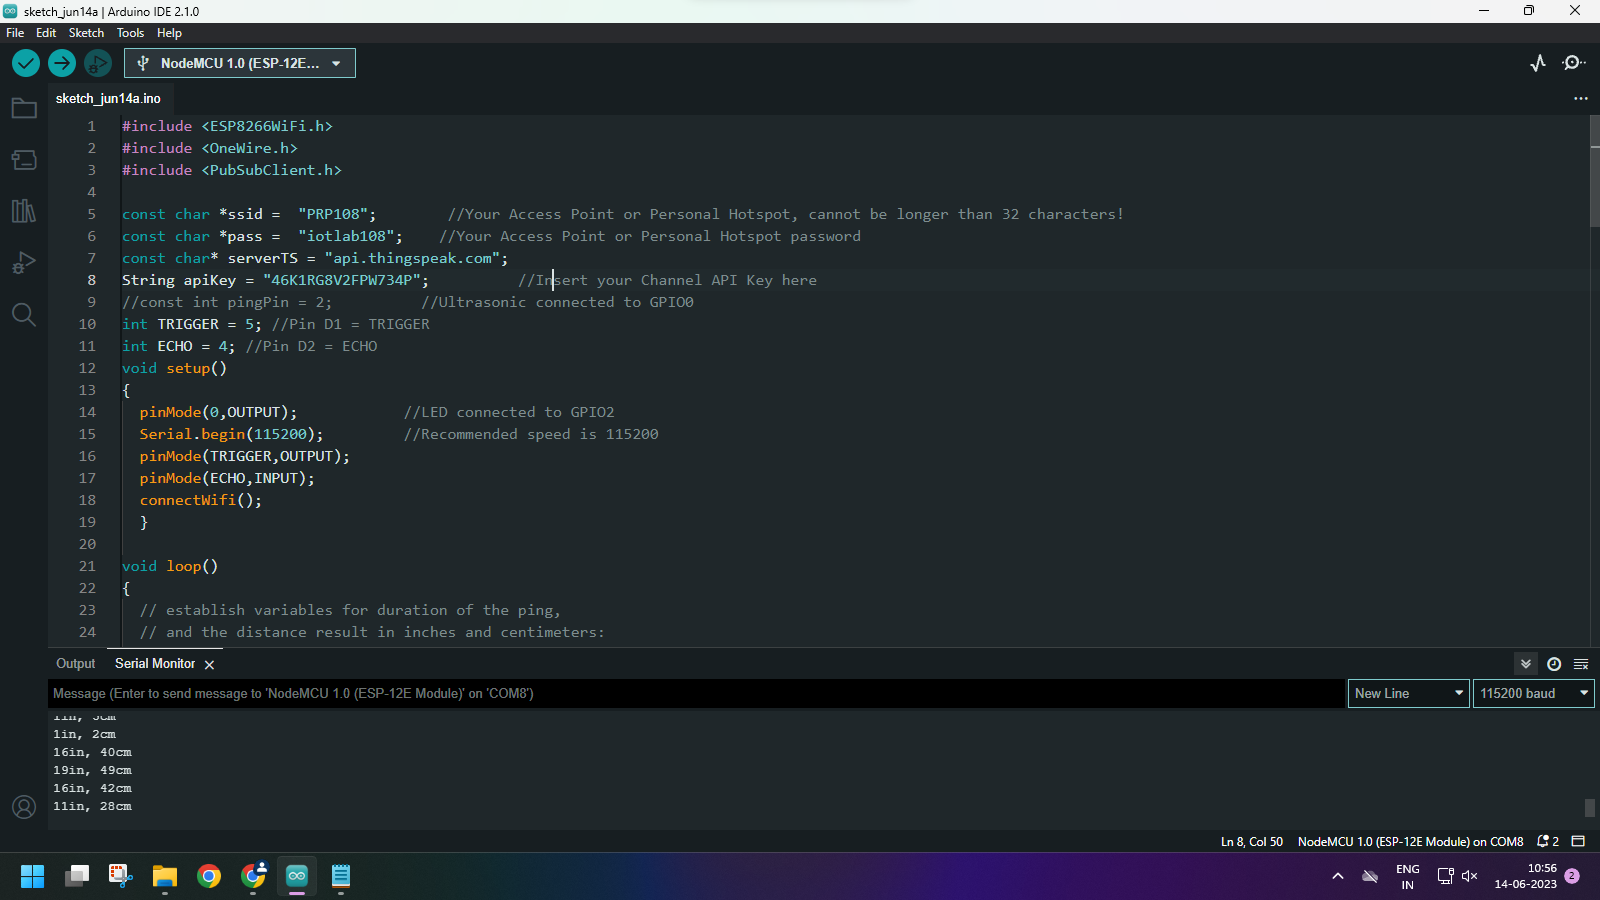 sketch_jun14a | Arduino IDE 2.1.0
File Edit Sketch Tools Help
NodeMCU 1.0 (ESP-12E...
sketch_jun14a.ino
1 #include <ESP8266WiFi.h>
2 #include <OneWire.h>
3 #include <PubSubClient.h>
4
5 const char *ssid =  "PRP108";        //Your Access Point or Personal Hotspot, cannot be longer than 32 characters!
6 const char *pass =  "iotlab108";    //Your Access Point or Personal Hotspot password
7 const char* serverTS = "api.thingspeak.com";
8 String apiKey = "46K1RG8V2FPW734P";          //Insert your Channel API Key here
9 //const int pingPin = 2;          //Ultrasonic connected to GPIO0
10 int TRIGGER = 5; //Pin D1 = TRIGGER
11 int ECHO = 4; //Pin D2 = ECHO
12 void setup()
13 {
14   pinMode(0,OUTPUT);            //LED connected to GPIO2
15   Serial.begin(115200);         //Recommended speed is 115200
16   pinMode(TRIGGER,OUTPUT);
17   pinMode(ECHO,INPUT);
18   connectWifi();
19   }
20
21 void loop()
22 {
23   // establish variables for duration of the ping,
24   // and the distance result in inches and centimeters:
Output Serial Monitor
Message (Enter to send message to 'NodeMCU 1.0 (ESP-12E Module)' on 'COM8')
New Line
115200 baud
1in, 3cm
1in, 2cm
16in, 40cm
19in, 49cm
16in, 42cm
11in, 28cm
Ln 8, Col 50 NodeMCU 1.0 (ESP-12E Module) on COM8 2
ENG
IN
10:56
14-06-2023
2